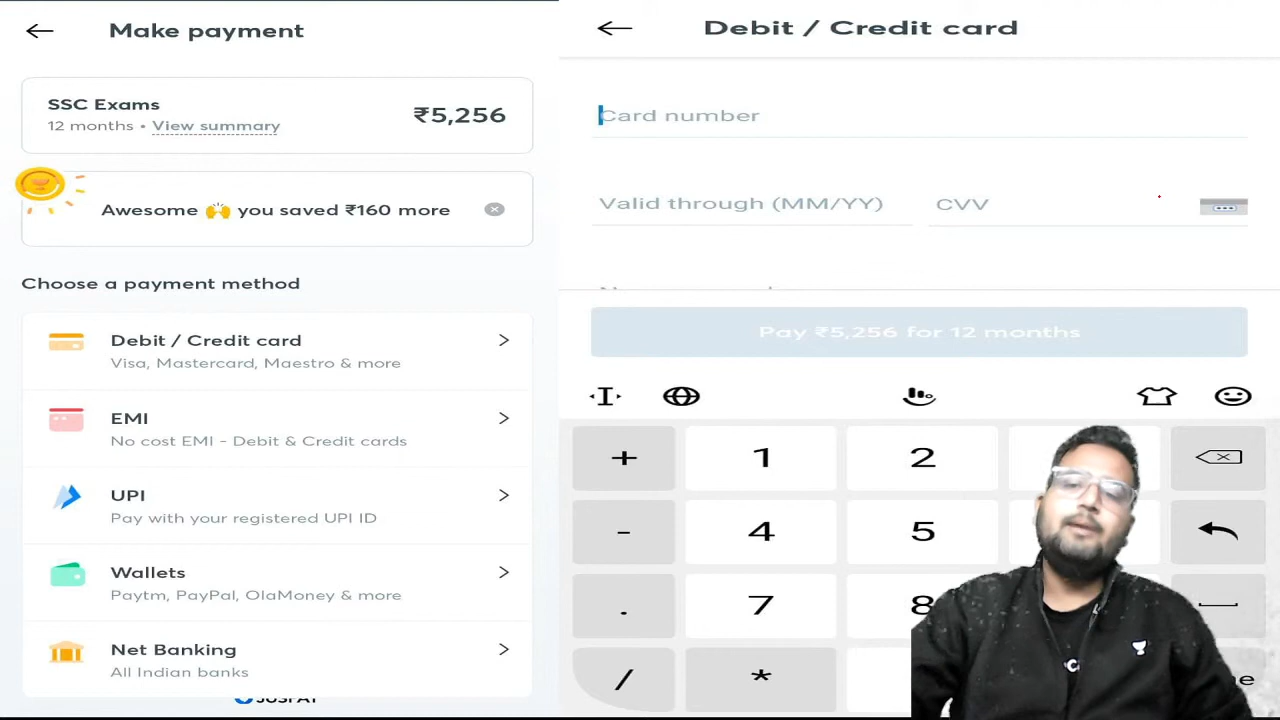 Make payment
SSC Exams
12 months • View summary
₹5,256
Awesome 🙌 you saved ₹160 more
Choose a payment method
Debit / Credit card
Visa, Mastercard, Maestro & more
EMI
No cost EMI - Debit & Credit cards
UPI
Pay with your registered UPI ID
Wallets
Paytm, PayPal, OlaMoney & more
Net Banking
All Indian banks
Debit / Credit card
Card number
Valid through (MM/YY)
CVV
Pay ₹5,256 for 12 months
+ 1 2
- 4 5
. 7 8
/ *